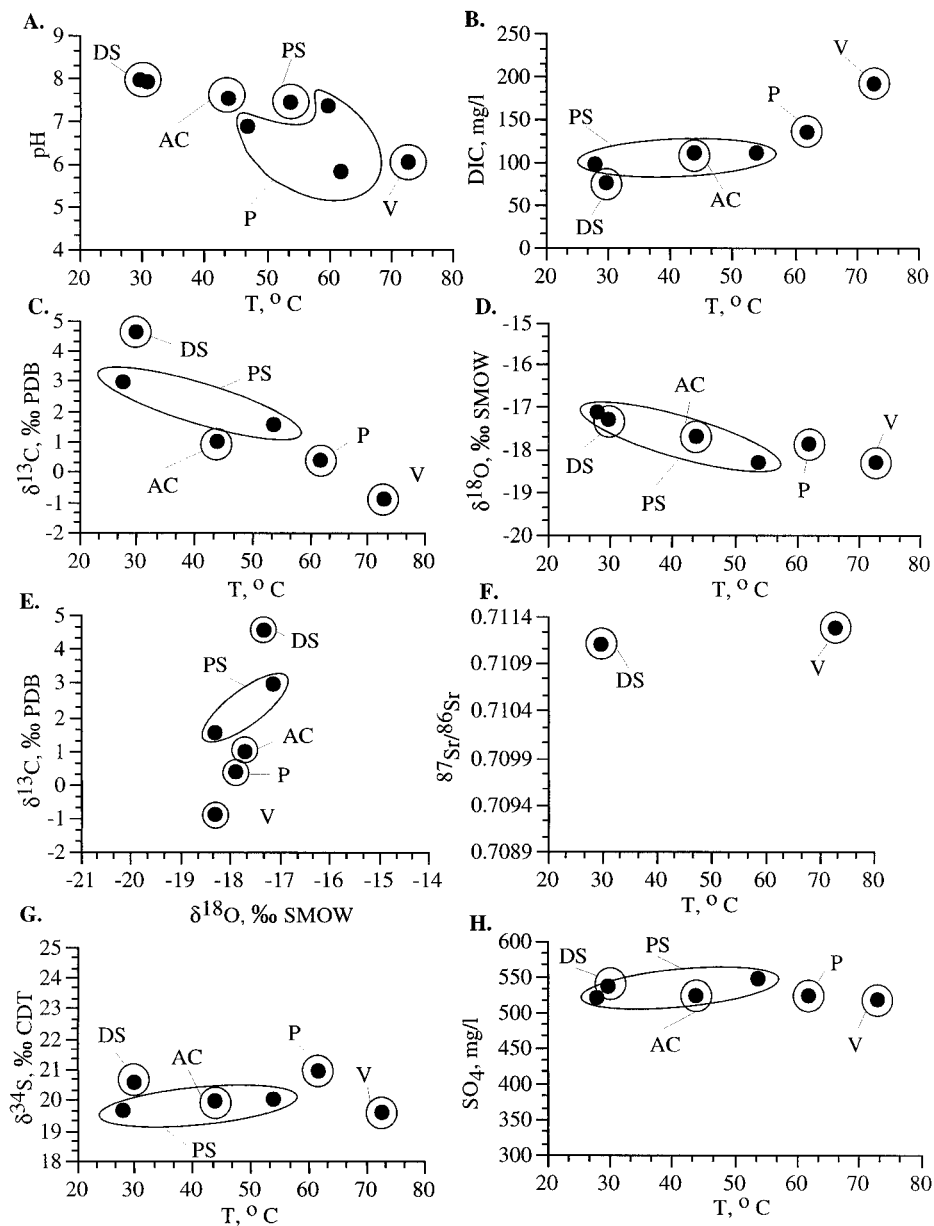 A.
9
8
7
6
5
4
pH
DS
AC
PS
P
V
20 30 40 50 60 70 80
T, ° C
B.
250
200
150
100
50
0
DIC, mg/l
PS
DS
AC
P
V
20 30 40 50 60 70 80
T, ° C
C.
5
4
3
2
1
0
-1
-2
δ¹³C, ‰ PDB
DS
PS
AC
P
V
20 30 40 50 60 70 80
T, ° C
D.
-15
-17
-18
-19
-20
δ¹⁸O, ‰ SMOW
DS
AC
PS
P
V
20 30 40 50 60 70 80
T, ° C
E.
5
4
3
2
1
0
-1
-2
δ¹³C, ‰ PDB
DS
PS
AC
P
V
-21 -20 -19 -18 -17 -16 -15 -14
δ¹⁸O, ‰ SMOW
F.
0.7114
0.7109
0.7104
0.7099
0.7094
0.7089
⁸⁷Sr/⁸⁶Sr
DS
V
20 30 40 50 60 70 80
T, ° C
G.
25
24
23
22
21
20
19
18
δ³⁴S, ‰ CDT
DS
AC
P
V
PS
20 30 40 50 60 70 80
T, ° C
H.
600
550
500
450
400
350
300
SO₄, mg/l
DS
PS
AC
P
V
20 30 40 50 60 70 80
T, ° C